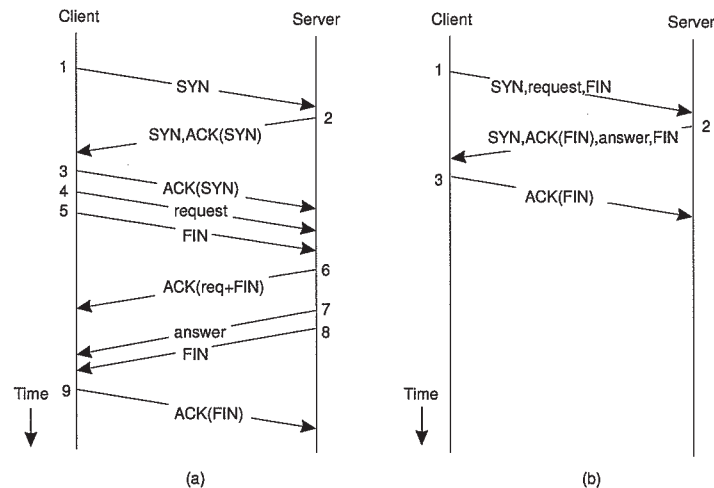 Client
Server
1
SYN
2
SYN,ACK(SYN)
3
ACK(SYN)
4
request
5
FIN
6
ACK(req+FIN)
7
answer
8
FIN
9
Time
ACK(FIN)
(a)
Client
Server
1
SYN,request,FIN
2
SYN,ACK(FIN),answer,FIN
3
ACK(FIN)
Time
(b)